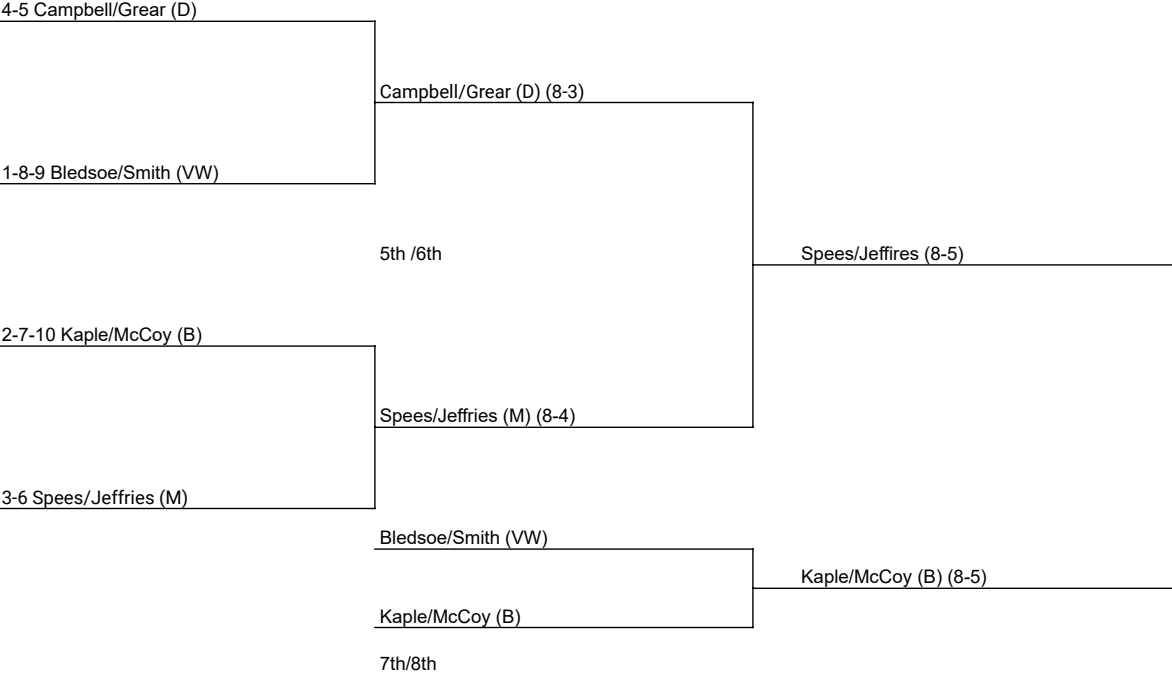 4-5 Campbell/Grear (D)
Campbell/Grear (D) (8-3)
1-8-9 Bledsoe/Smith (VW)
5th /6th
Spees/Jeffires (8-5)
2-7-10 Kaple/McCoy (B)
Spees/Jeffries (M) (8-4)
3-6 Spees/Jeffries (M)
Bledsoe/Smith (VW)
Kaple/McCoy (B) (8-5)
Kaple/McCoy (B)
7th/8th